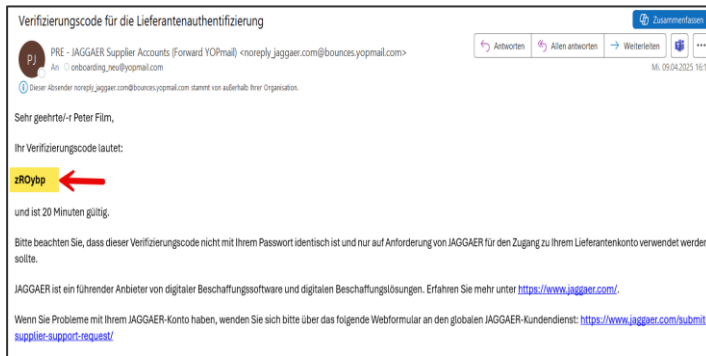 Verifizierungscode für die Lieferantenauthentifizierung
Zusammenfassen
PJ
PRE - JAGGAER Supplier Accounts (Forward YOPmail) <noreply_jaggaer.com@bounces.yopmail.com>
An onboarding_neu@yopmail.com
Antworten
Allen antworten
Weiterleiten
Mi. 09.04.2025 16:1
Dieser Absender noreply_jaggaer.com@bounces.yopmail.com stammt von außerhalb Ihrer Organisation.
Sehr geehrte/-r Peter Film,
Ihr Verifizierungscode lautet:
zROybp
und ist 20 Minuten gültig.
Bitte beachten Sie, dass dieser Verifizierungscode nicht mit Ihrem Passwort identisch ist und nur auf Anforderung von JAGGAER für den Zugang zu Ihrem Lieferantenkonto verwendet werden
sollte.
JAGGAER ist ein führender Anbieter von digitaler Beschaffungssoftware und digitalen Beschaffungslösungen. Erfahren Sie mehr unter https://www.jaggaer.com/.
Wenn Sie Probleme mit Ihrem JAGGAER-Konto haben, wenden Sie sich bitte über das folgende Webformular an den globalen JAGGAER-Kundendienst: https://www.jaggaer.com/submit-
supplier-support-request/